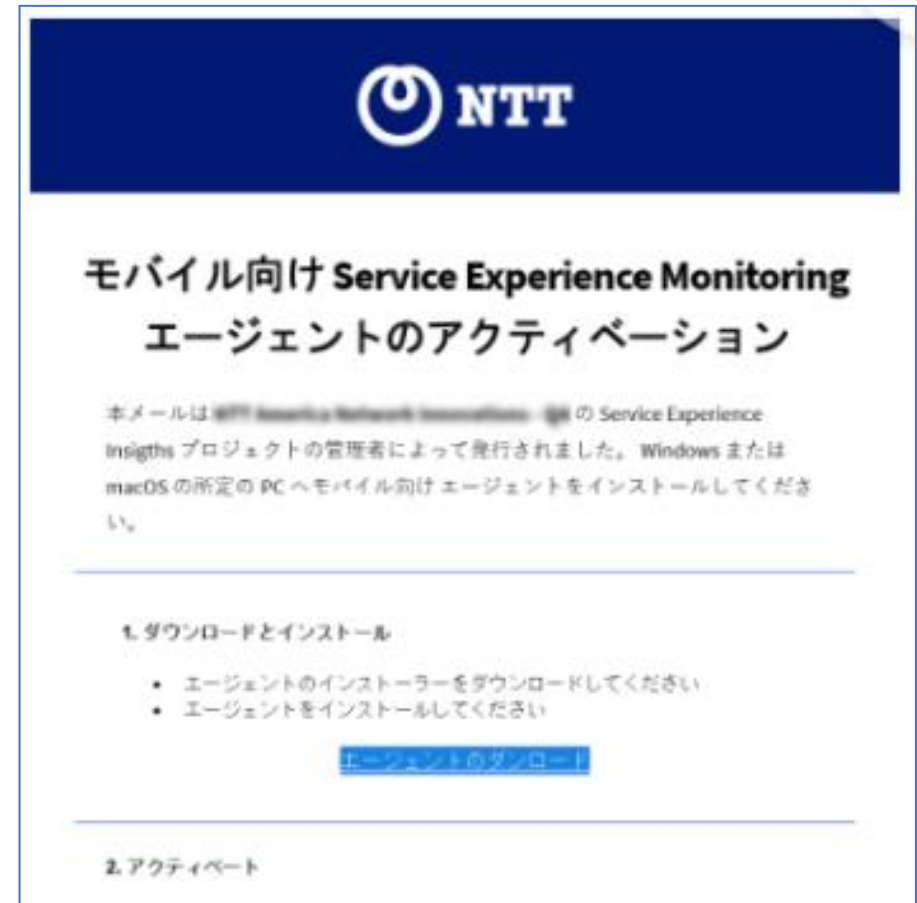 NTT
モバイル向け Service Experience Monitoring
エージェントのアクティベーション
本メールは の Service Experience
Insigths プロジェクトの管理者によって発行されました。 Windows または
macOS の所定の PC へモバイル向け エージェントをインストールしてくださ
い。
1. ダウンロードとインストール
• エージェントのインストーラーをダウンロードしてください
• エージェントをインストールしてください
エージェントのダンロード
2. アクティベート